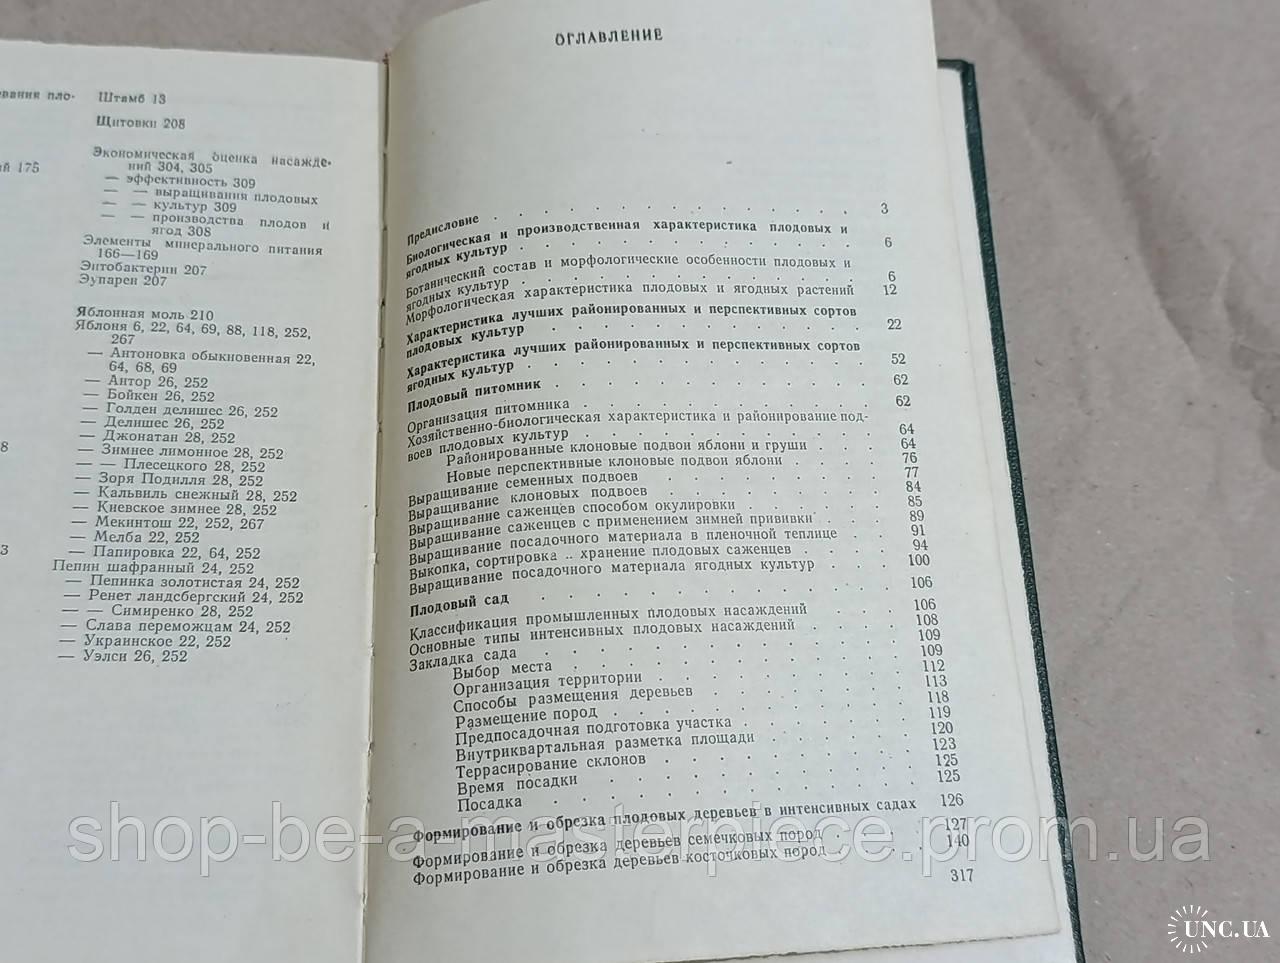 вания пло-
ай 175
8
3
Штамб 13
Щитовки 208
Экономическая оценка насажде-
ний 304, 305
— эффективность 309
— — выращивания плодовых
— — культур 309
— — производства плодов и
ягод 308
Элементы минерального питания
166—169
Энтобактерин 207
Эупарен 207
Яблонная моль 210
Яблоня 6, 22, 64, 69, 88, 118, 252,
267
— Антоновка обыкновенная 22,
64, 68, 69
— Антор 26, 252
— Бойкен 26, 252
— Голден делишес 26, 252
— Делишес 26, 252
— Джонатан 28, 252
— Зимнее лимонное 28, 252
— — Плесецкого 28, 252
— Зоря Подилля 28, 252
— Кальвиль снежный 28, 252
— Киевское зимнее 28, 252
— Мекинтош 22, 252, 267
— Мелба 22, 252
— Папировка 22, 64, 252
Пепин шафранный 24, 252
— Пепинка золотистая 24, 252
— Ренет ландсбергский 24, 252
— — Симиренко 28, 252
— Слава переможцам 24, 252
— Украинское 22, 252
— Уэлси 26, 252
ОГЛАВЛЕНИЕ
Предисловие . . . . . . . . . . . . . 3
Биологическая и производственная характеристика плодовых и
ягодных культур . . . . . . . . . . . . 6
Ботанический состав и морфологические особенности плодовых и
ягодных культур . . . . . . . . . . . . 6
Морфологическая характеристика плодовых и ягодных растений 12
Характеристика лучших районированных и перспективных сортов
плодовых культур . . . . . . . . . . . 22
Характеристика лучших районированных и перспективных сортов
ягодных культур . . . . . . . . . . . . 52
Плодовый питомник . . . . . . . . . . . 62
Организация питомника . . . . . . . . . . 62
Хозяйственно-биологическая характеристика и районирование под-
воев плодовых культур . . . . . . . . . . 64
Районированные клоновые подвои яблони и груши . . . 64
Новые перспективные клоновые подвои яблони . . . . 76
Выращивание семенных подвоев . . . . . . . 77
Выращивание клоновых подвоев . . . . . . . 84
Выращивание саженцев способом окулировки . . . . 85
Выращивание саженцев с применением зимней прививки . . . 89
Выращивание посадочного материала в пленочной теплице . . . 91
Выкопка, сортировка .. хранение плодовых саженцев . . . 94
Выращивание посадочного материала ягодных культур . . . 100
Плодовый сад . . . . . . . . . . . . 106
Классификация промышленных плодовых насаждений . . . 106
Основные типы интенсивных плодовых насаждений . . . . 108
Закладка сада . . . . . . . . . . . . 109
Выбор места . . . . . . . . . . . 109
Организация территории . . . . . . . . 112
Способы размещения деревьев . . . . . . 113
Размещение пород . . . . . . . . . . 118
Предпосадочная подготовка участка . . . . . 119
Внутриквартальная разметка площади . . . . . 120
Террасирование склонов . . . . . . . . 123
Время посадки . . . . . . . . . . 125
Посадка . . . . . . . . . . . . 125
Формирование и обрезка плодовых деревьев в интенсивных садах 126
Формирование и обрезка деревьев семечковых пород . . . . 127
Формирование и обрезка деревьев косточковых пород . . . . 140
317
shop-be-a-masterpiece.prom.ua
UNC.UA